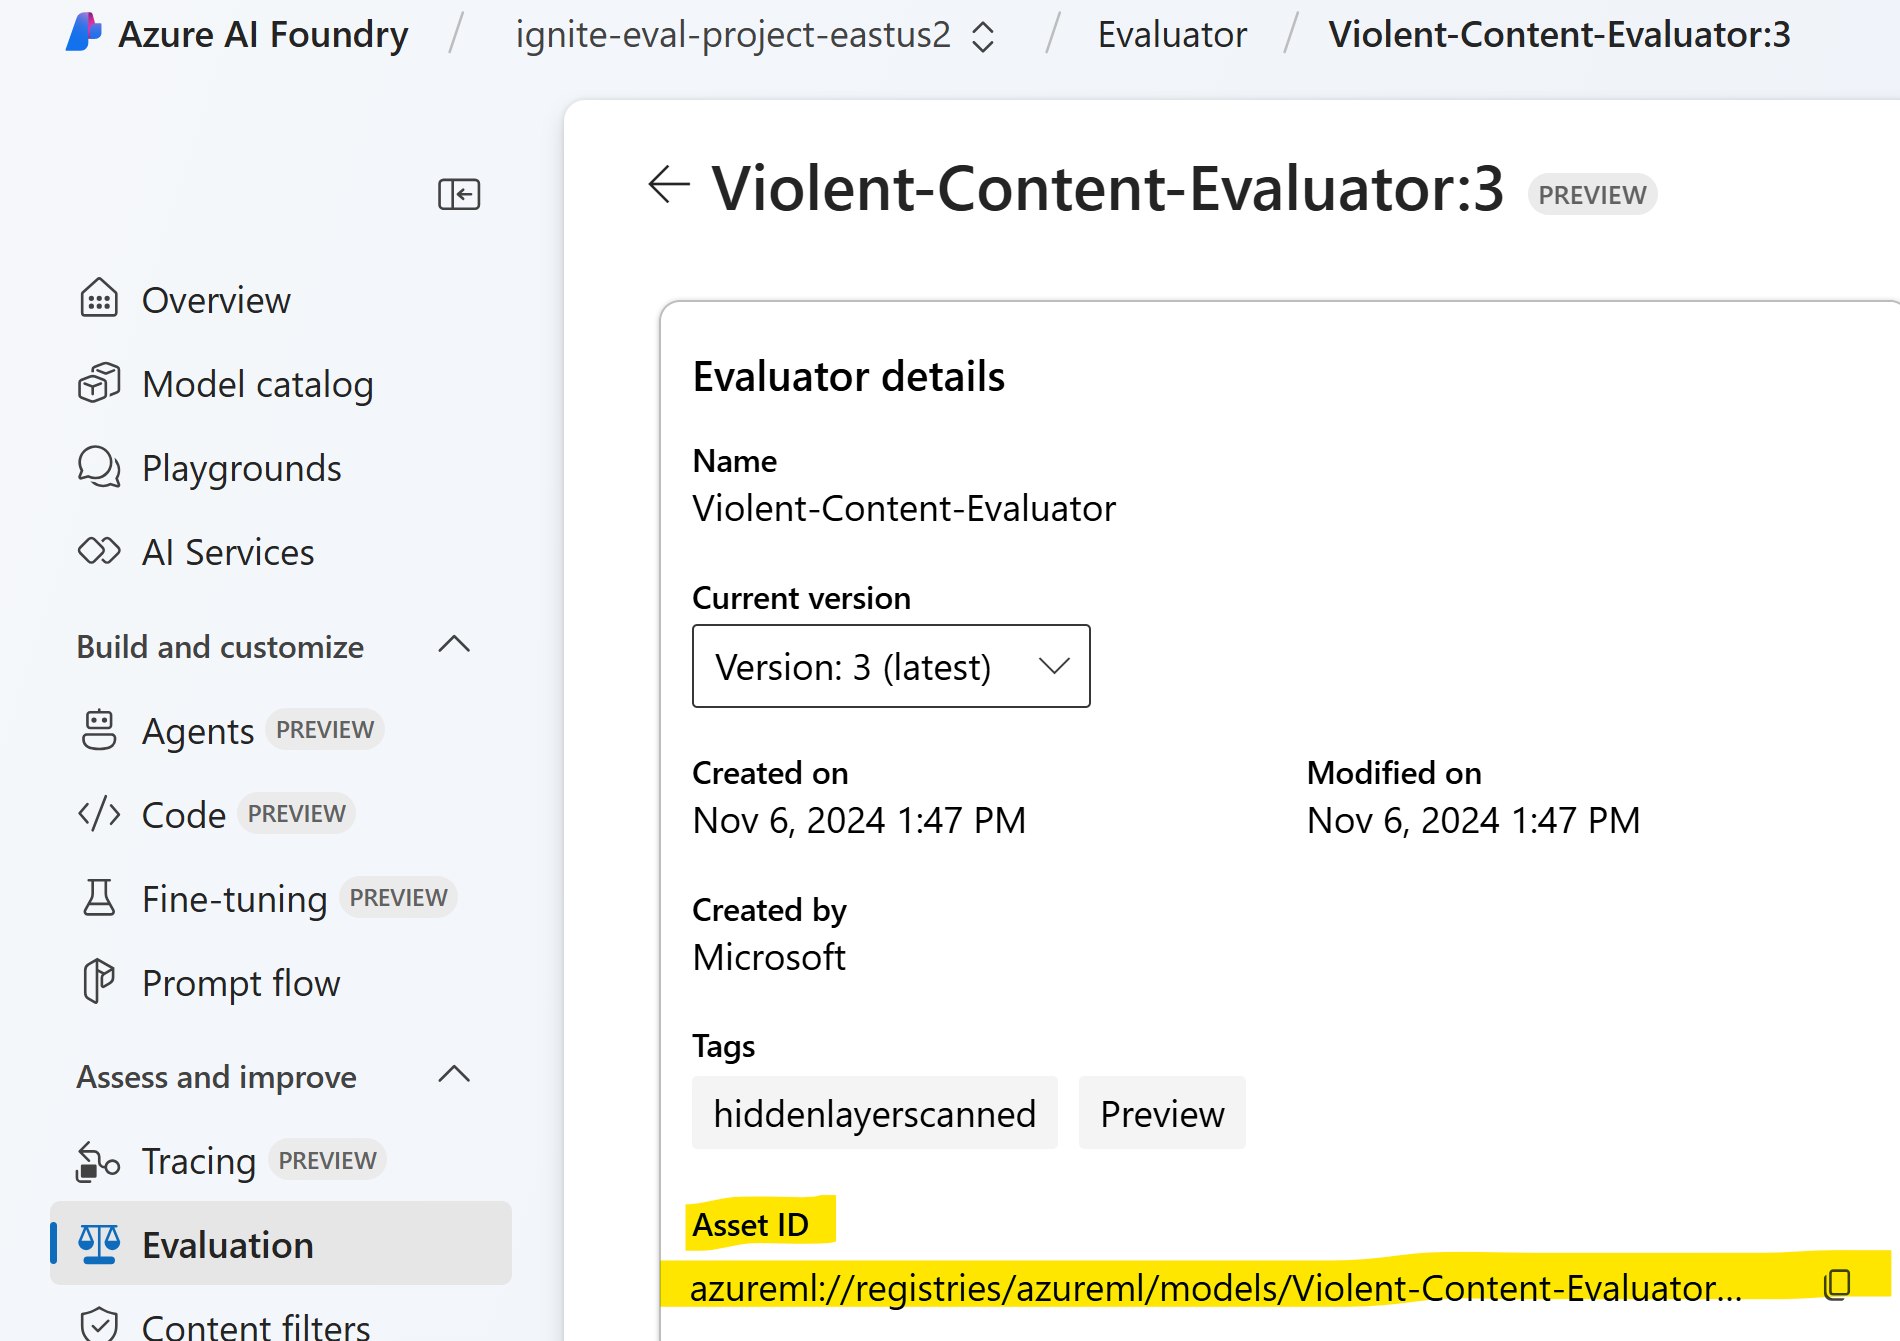 Azure AI Foundry / ignite-eval-project-eastus2 / Evaluator / Violent-Content-Evaluator:3
Violent-Content-Evaluator:3 PREVIEW
Overview
Model catalog
Playgrounds
AI Services
Build and customize
Agents PREVIEW
Code PREVIEW
Fine-tuning PREVIEW
Prompt flow
Assess and improve
Tracing PREVIEW
Evaluation
Content filters
Evaluator details
Name
Violent-Content-Evaluator
Current version
Version: 3 (latest)
Created on
Nov 6, 2024 1:47 PM
Modified on
Nov 6, 2024 1:47 PM
Created by
Microsoft
Tags
hiddenlayerscanned Preview
Asset ID
azureml://registries/azureml/models/Violent-Content-Evaluator...